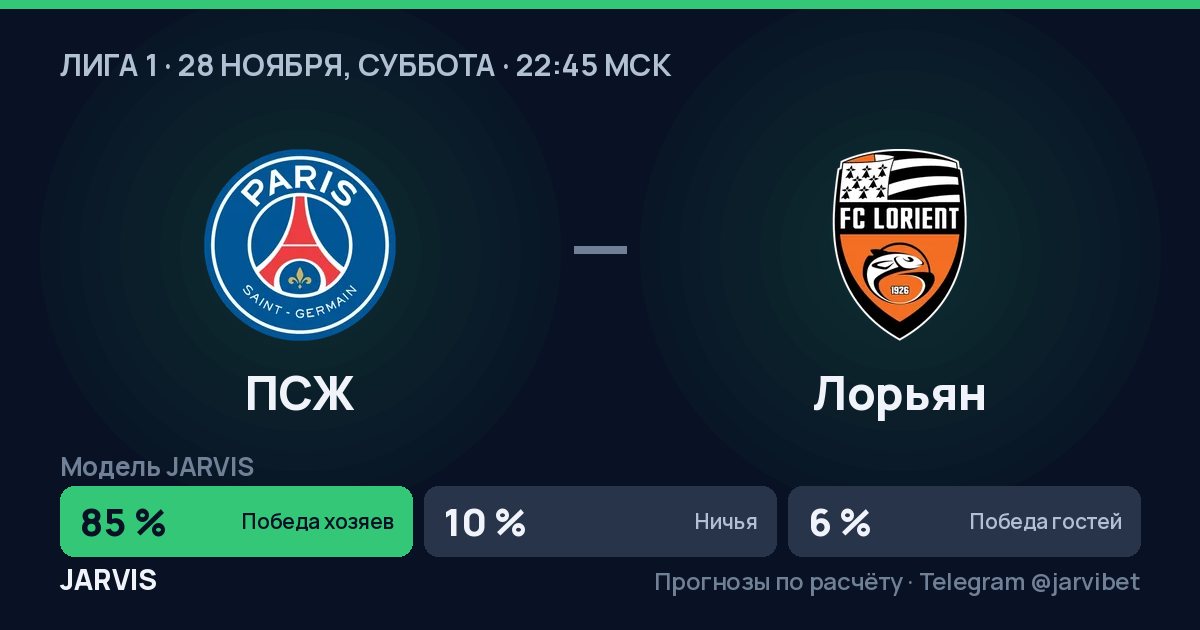 ЛИГА 1 · 28 НОЯБРЯ, СУББОТА · 22:45 МСК
PARIS
SAINT - GERMAIN
FC LORIENT
1926
ПСЖ
Лорьян
Модель JARVIS
85 % Победа хозяев
10 % Ничья
6 % Победа гостей
JARVIS
Прогнозы по расчёту · Telegram @jarvibet